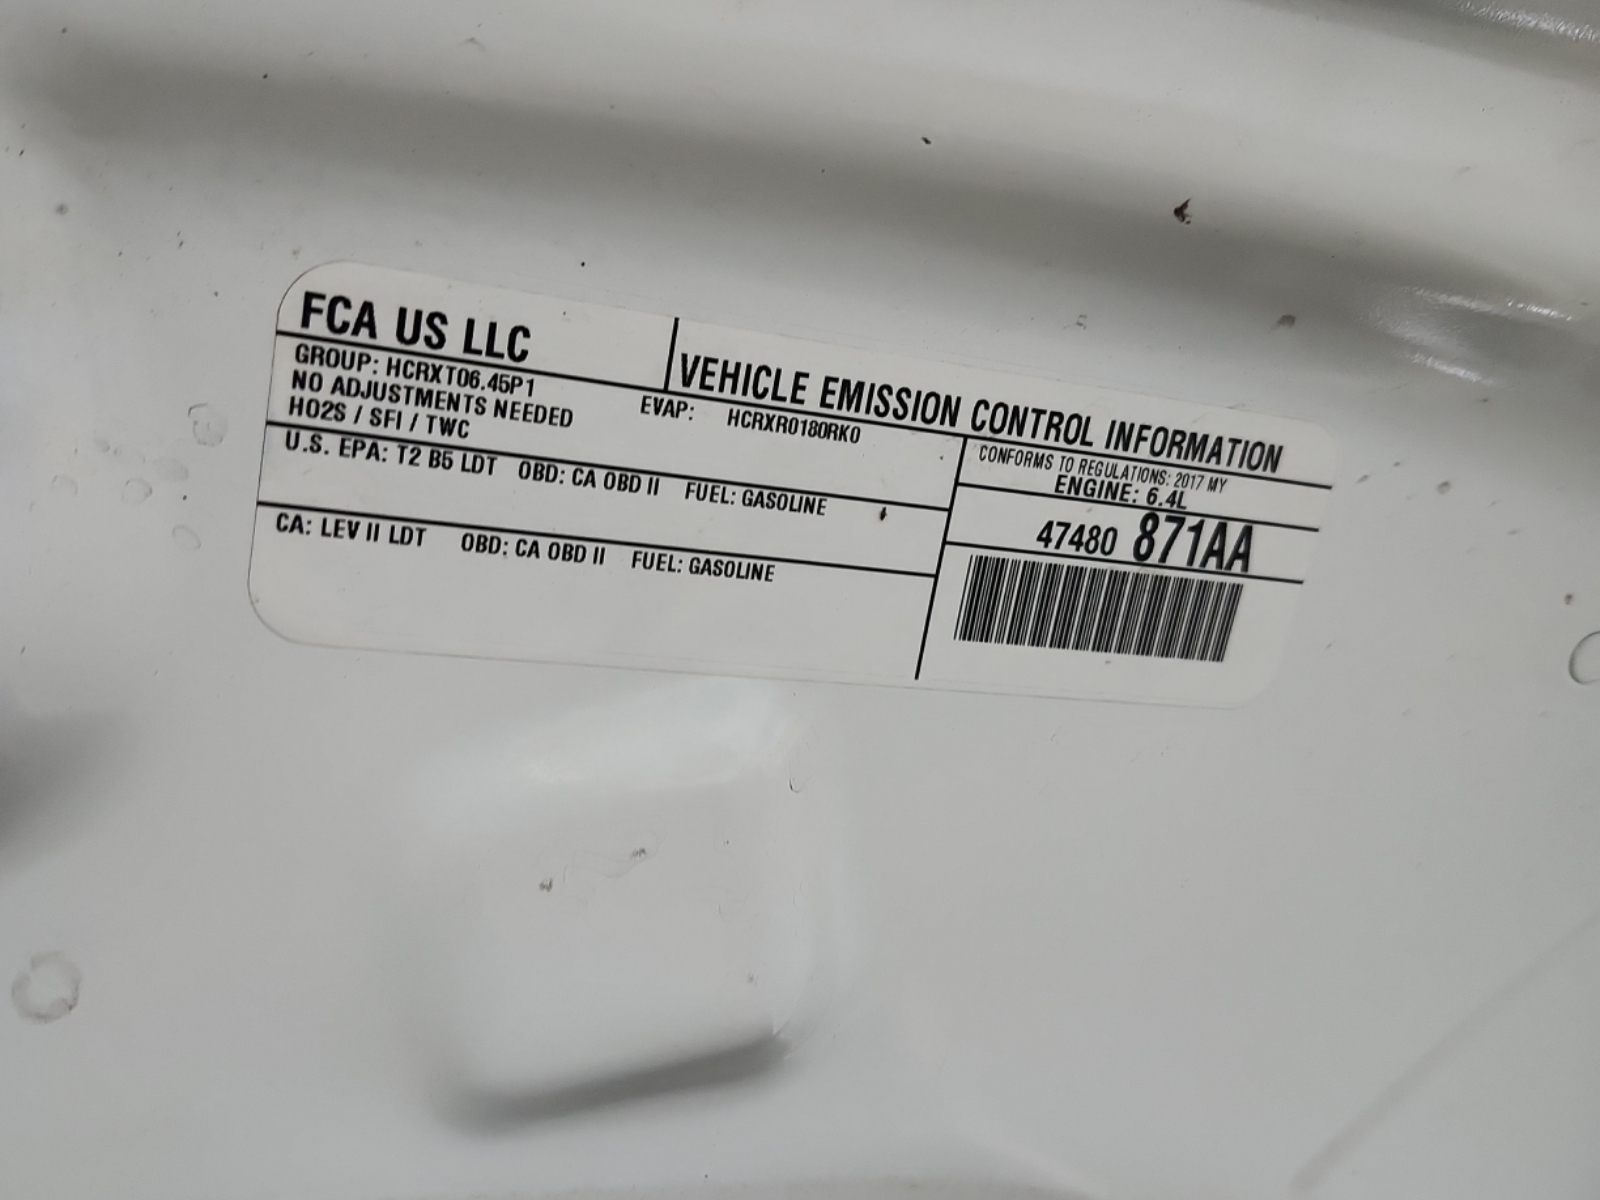 FCA US LLC
VEHICLE EMISSION CONTROL INFORMATION
GROUP: HCRXT06.45P1
EVAP: HCRXR0180RK0
NO ADJUSTMENTS NEEDED
HO2S / SFI / TWC
CONFORMS TO REGULATIONS: 2017 MY
ENGINE: 6.4L
U.S. EPA: T2 B5 LDT OBD: CA OBD II FUEL: GASOLINE
47480 871AA
CA: LEV II LDT OBD: CA OBD II FUEL: GASOLINE